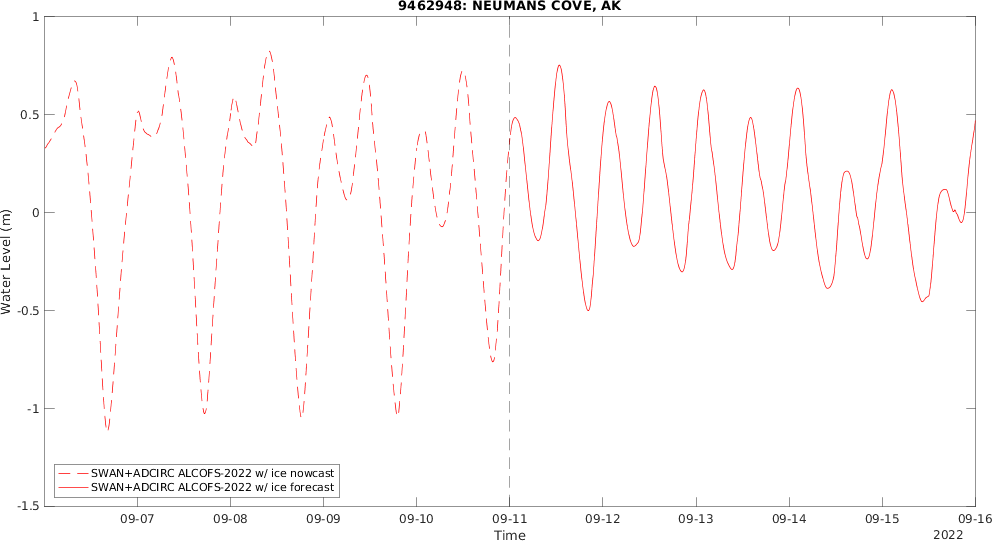 9462948: NEUMANS COVE, AK
1
0.5
0
-0.5
-1
-1.5
Water Level (m)
SWAN+ADCIRC ALCOFS-2022 w/ ice nowcast
SWAN+ADCIRC ALCOFS-2022 w/ ice forecast
09-07 09-08 09-09 09-10 09-11 09-12 09-13 09-14 09-15 09-16
Time
2022